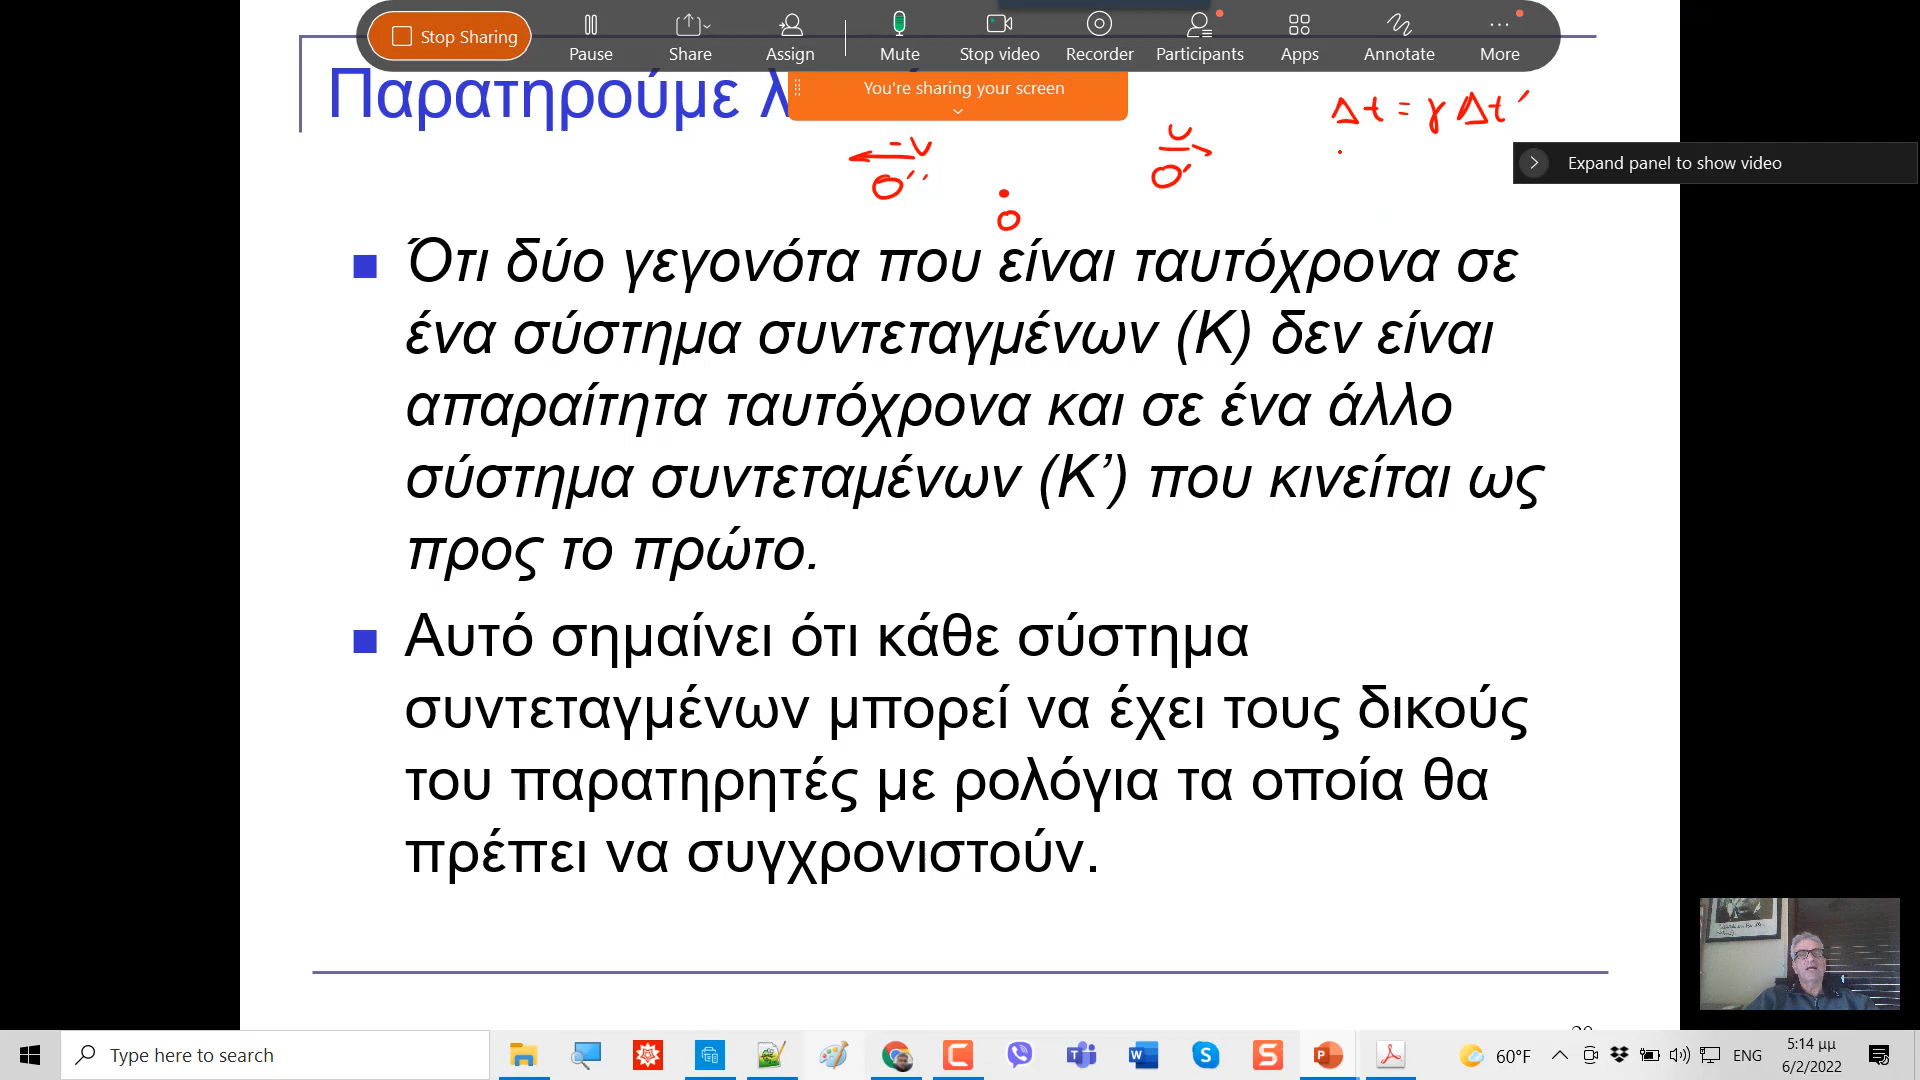 Stop Sharing
Pause
Share
Assign
Mute
Stop video
Recorder
Participants
Apps
Annotate
More
You're sharing your screen
Παρατηρούμε
Δt = γ Δt'
Expand panel to show video
-v
O''
υ
O'
O
Ότι δύο γεγονότα που είναι ταυτόχρονα σε
ένα σύστημα συντεταγμένων (Κ) δεν είναι
απαραίτητα ταυτόχρονα και σε ένα άλλο
σύστημα συντεταμένων (Κ’) που κινείται ως
προς το πρώτο.
Αυτό σημαίνει ότι κάθε σύστημα
συντεταγμένων μπορεί να έχει τους δικούς
του παρατηρητές με ρολόγια τα οποία θα
πρέπει να συγχρονιστούν.
Type here to search
60°F
ENG
5:14 μμ
6/2/2022